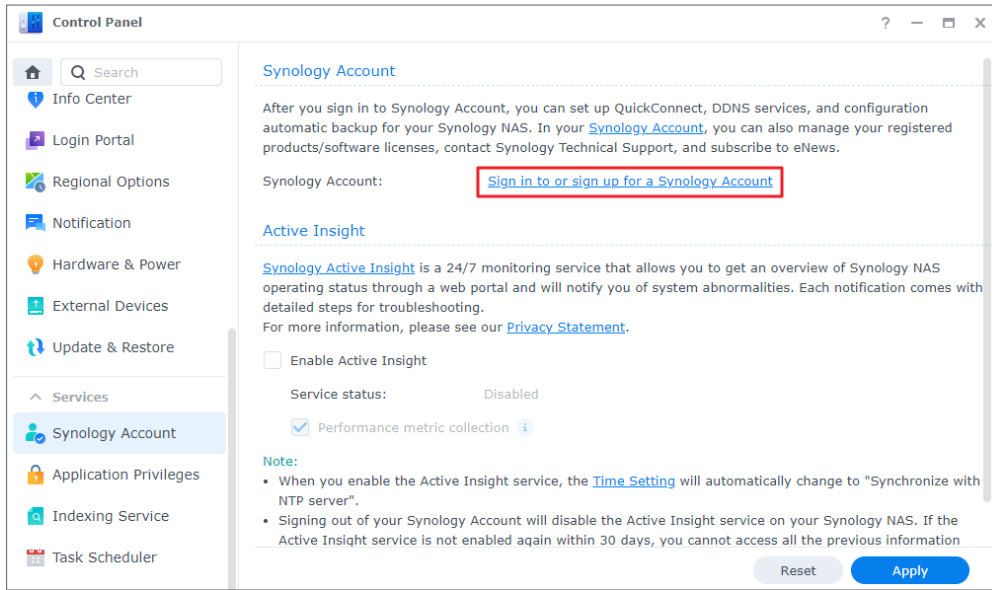 Control Panel
?
Search
Info Center
Login Portal
Regional Options
Notification
Hardware & Power
External Devices
Update & Restore
Services
Synology Account
Application Privileges
Indexing Service
Task Scheduler
Synology Account
After you sign in to Synology Account, you can set up QuickConnect, DDNS services, and configuration
automatic backup for your Synology NAS. In your Synology Account, you can also manage your registered
products/software licenses, contact Synology Technical Support, and subscribe to eNews.
Synology Account: Sign in to or sign up for a Synology Account
Active Insight
Synology Active Insight is a 24/7 monitoring service that allows you to get an overview of Synology NAS
operating status through a web portal and will notify you of system abnormalities. Each notification comes with
detailed steps for troubleshooting.
For more information, please see our Privacy Statement.
Enable Active Insight
Service status: Disabled
Performance metric collection i
Note:
• When you enable the Active Insight service, the Time Setting will automatically change to "Synchronize with
NTP server".
• Signing out of your Synology Account will disable the Active Insight service on your Synology NAS. If the
Active Insight service is not enabled again within 30 days, you cannot access all the previous information
Reset Apply